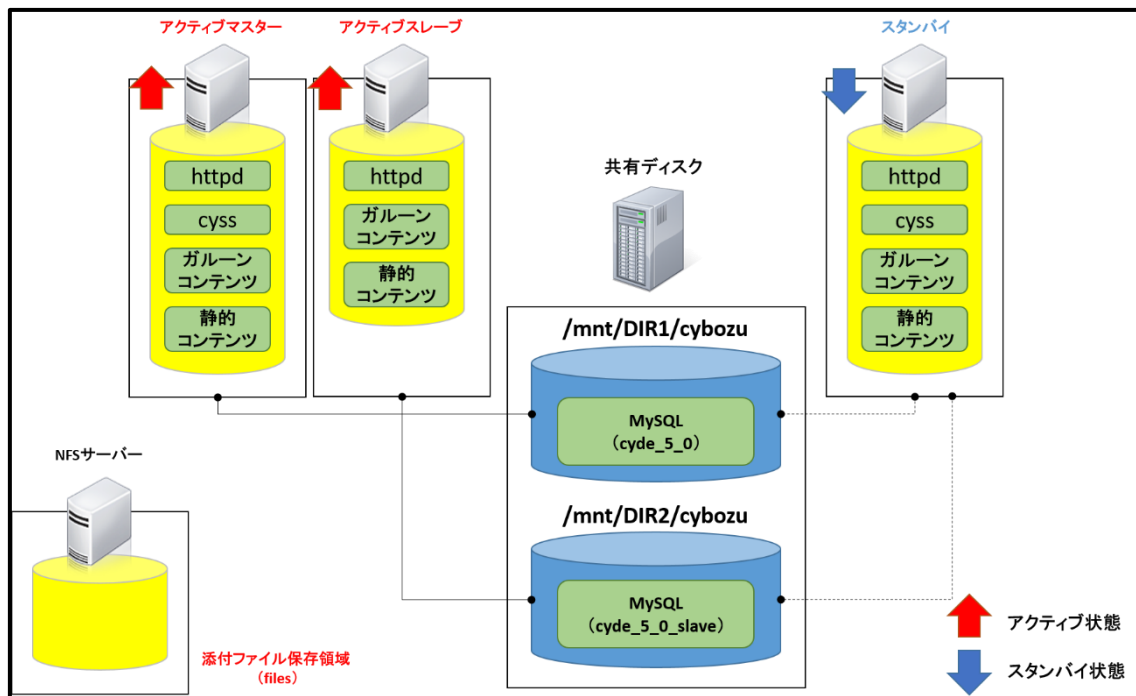 アクティブマスター
アクティブスレーブ
スタンバイ
httpd
cyss
ガルーン
コンテンツ
静的
コンテンツ
httpd
ガルーン
コンテンツ
静的
コンテンツ
共有ディスク
httpd
cyss
ガルーン
コンテンツ
静的
コンテンツ
/mnt/DIR1/cybozu
MySQL
（cyde_5_0）
/mnt/DIR2/cybozu
MySQL
（cyde_5_0_slave）
NFSサーバー
添付ファイル保存領域
（files）
アクティブ状態
スタンバイ状態